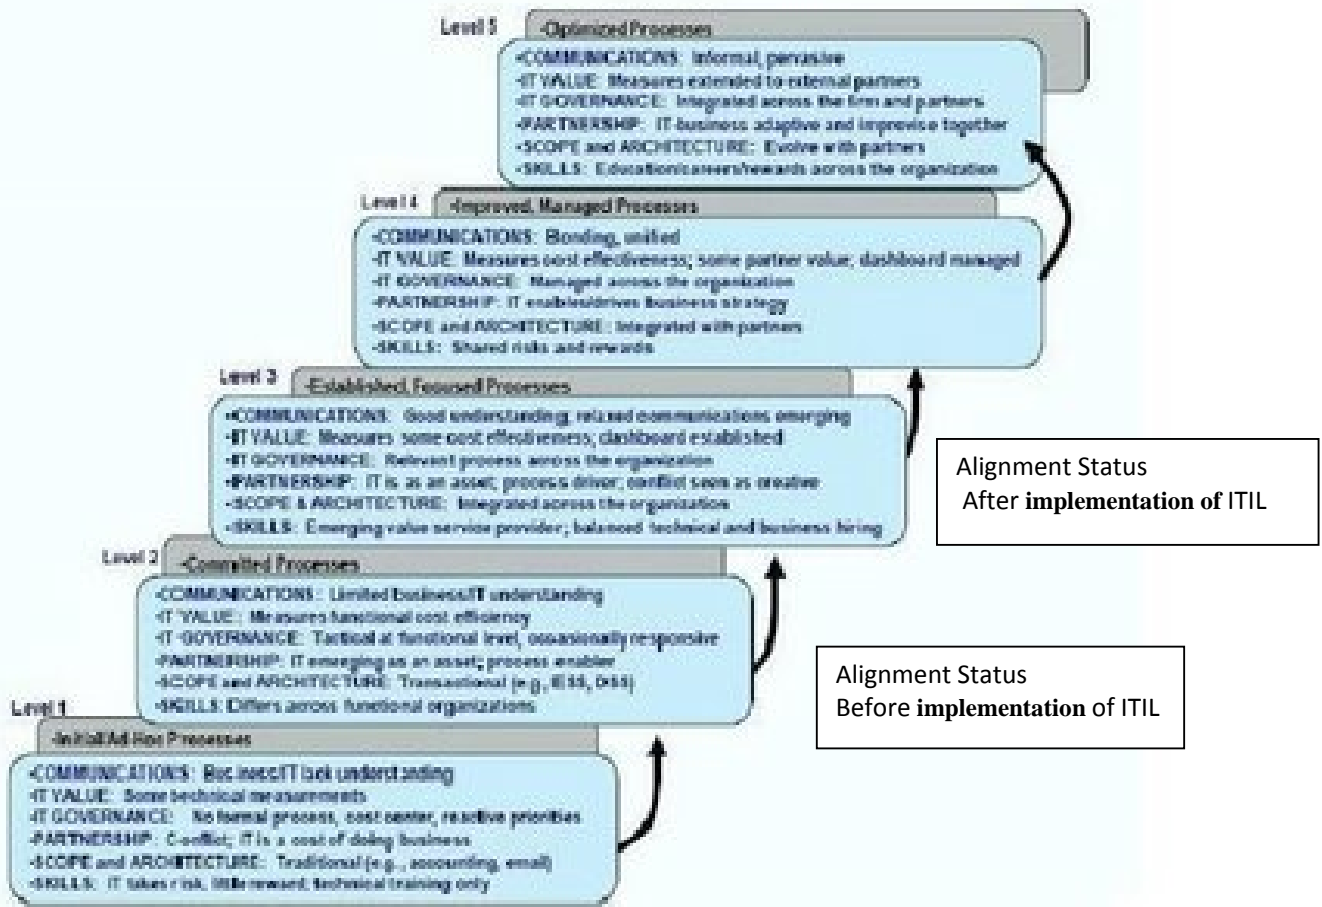 Level 5
-Optimized Processes
-COMMUNICATIONS: Informal, pervasive
-IT VALUE: Measures extended to external partners
-IT GOVERNANCE: Integrated across the firm and partners
-PARTNERSHIP: IT-business adaptive and improvise together
-SCOPE and ARCHITECTURE: Evolve with partners
-SKILLS: Education/careers/rewards across the organization
Level 4
-Improved, Managed Processes
-COMMUNICATIONS: Bonding, unified
-IT VALUE: Measures cost effectiveness; some partner value; dashboard managed
-IT GOVERNANCE: Managed across the organization
-PARTNERSHIP: IT enables/drives business strategy
-SCOPE and ARCHITECTURE: Integrated with partners
-SKILLS: Shared risks and rewards
Level 3
-Established, Focused Processes
-COMMUNICATIONS: Good understanding; relaxed communications emerging
-IT VALUE: Measures some cost effectiveness; dashboard established
-IT GOVERNANCE: Relevant process across the organization
-PARTNERSHIP: IT is as an asset; process driver; conflict seen as creative
-SCOPE & ARCHITECTURE: Integrated across the organization
-SKILLS: Emerging value service provider; balanced technical and business hiring
Alignment Status
After implementation of ITIL
Level 2
-Committed Processes
-COMMUNICATIONS: Limited business/IT understanding
-IT VALUE: Measures functional cost efficiency
-IT GOVERNANCE: Tactical at functional level, occasionally responsive
-PARTNERSHIP: IT emerging as an asset; process enabler
-SCOPE and ARCHITECTURE: Transactional (e.g., ESS, DSS)
-SKILLS: Differs across functional organizations
Alignment Status
Before implementation of ITIL
Level 1
-Initial/Ad-Hoc Processes
-COMMUNICATIONS: Business/IT lack understanding
-IT VALUE: Some technical measurements
-IT GOVERNANCE: No formal process, cost center, reactive priorities
-PARTNERSHIP: Conflict; IT is a cost of doing business
-SCOPE and ARCHITECTURE: Traditional (e.g., accounting, email)
-SKILLS: IT takes risk, little reward; technical training only